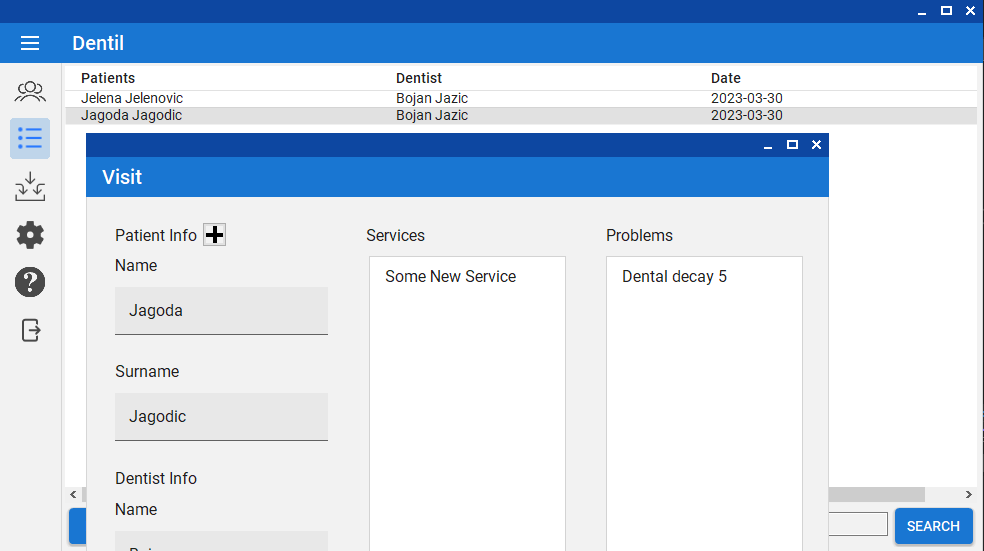 Dentil
Patients Dentist Date
Jelena Jelenovic Bojan Jazic 2023-03-30
Jagoda Jagodic Bojan Jazic 2023-03-30
Visit
Patient Info Services Problems
Name
Some New Service Dental decay 5
Jagoda
Surname
Jagodic
Dentist Info
Name
SEARCH